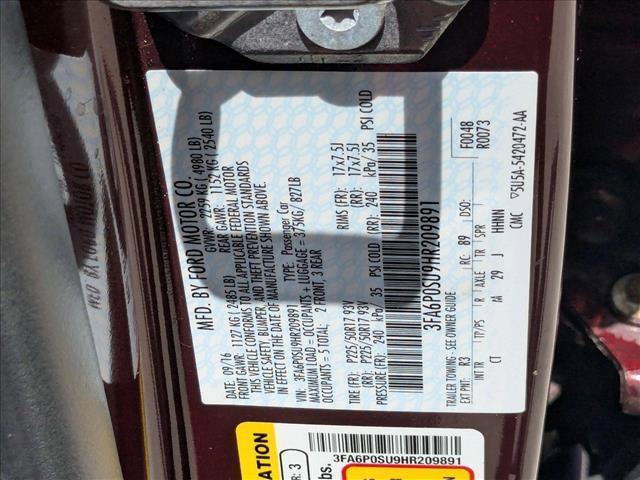 MFD. BY FORD MOTOR CO.
DATE: 09/16 GVWR: 2259 KG ( 4980 LB)
FRONT GAWR: 1127 KG ( 2485 LB) REAR GAWR: 1152 KG ( 2540 LB)
THIS VEHICLE CONFORMS TO ALL APPLICABLE FEDERAL MOTOR
VEHICLE SAFETY, BUMPER, AND THEFT PREVENTION STANDARDS
IN EFFECT ON THE DATE OF MANUFACTURE SHOWN ABOVE.
VIN: 3FA6P0SU9HR209891 TYPE: Passenger Car
MAXIMUM LOAD = OCCUPANTS + LUGGAGE = 375KG/ 827LB
OCCUPANTS = 5 TOTAL: 2 FRONT, 3 REAR
TIRE (FR): P225/50R17 93V RIMS (FR): 17x7.5J
(RR): P225/50R17 93V (RR): 17x7.5J
PRESSURE(FR): 240 kPa/ 35 PSI COLD (RR): 240 kPa/ 35 PSI COLD
3FA6P0SU9HR209891
TRAILER TOWING- SEE OWNER GUIDE F0048
EXT PNT: R3 RC: 89 DSO: R0073
INT TR TP/PS R AXLE TR SPR
CT 29 J HHMN
CMC ▽5U5A-5420472-AA
3FA6P0SU9HR209891
ATION
R: 3
lbs.